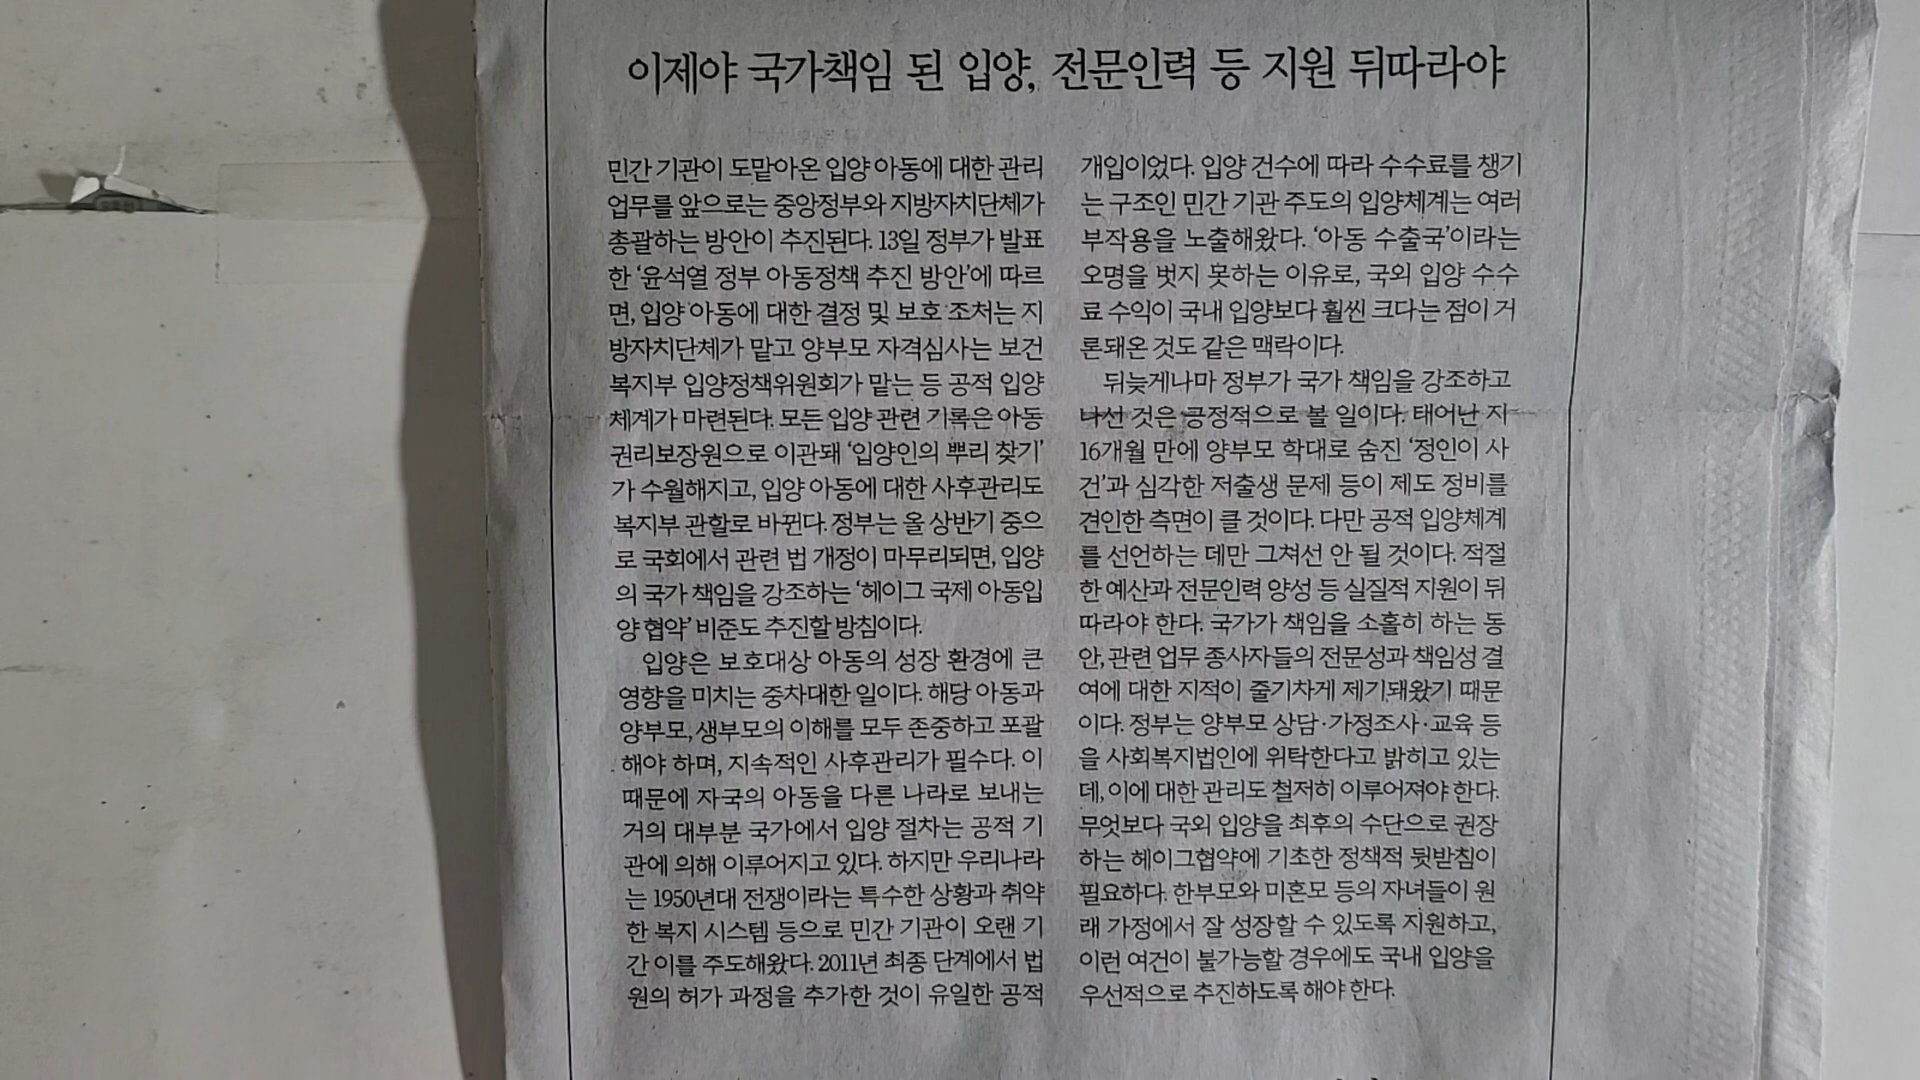 이제야 국가책임 된 입양, 전문인력 등 지원 뒤따라야
민간 기관이 도맡아온 입양 아동에 대한 관리
업무를 앞으로는 중앙정부와 지방자치단체가
총괄하는 방안이 추진된다. 13일 정부가 발표
한 ‘윤석열 정부 아동정책 추진 방안’에 따르
면, 입양 아동에 대한 결정 및 보호 조처는 지
방자치단체가 맡고 양부모 자격심사는 보건
복지부 입양정책위원회가 맡는 등 공적 입양
체계가 마련된다. 모든 입양 관련 기록은 아동
권리보장원으로 이관돼 ‘입양인의 뿌리 찾기’
가 수월해지고, 입양 아동에 대한 사후관리도
복지부 관할로 바뀐다. 정부는 올 상반기 중으
로 국회에서 관련 법 개정이 마무리되면, 입양
의 국가 책임을 강조하는 ‘헤이그 국제 아동입
양 협약’ 비준도 추진할 방침이다.
입양은 보호대상 아동의 성장 환경에 큰
영향을 미치는 중차대한 일이다. 해당 아동과
양부모, 생부모의 이해를 모두 존중하고 포괄
해야 하며, 지속적인 사후관리가 필수다. 이
때문에 자국의 아동을 다른 나라로 보내는
거의 대부분 국가에서 입양 절차는 공적 기
관에 의해 이루어지고 있다. 하지만 우리나라
는 1950년대 전쟁이라는 특수한 상황과 취약
한 복지 시스템 등으로 민간 기관이 오랜 기
간 이를 주도해왔다. 2011년 최종 단계에서 법
원의 허가 과정을 추가한 것이 유일한 공적
개입이었다. 입양 건수에 따라 수수료를 챙기
는 구조인 민간 기관 주도의 입양체계는 여러
부작용을 노출해왔다. ‘아동 수출국’이라는
오명을 벗지 못하는 이유로, 국외 입양 수수
료 수익이 국내 입양보다 훨씬 크다는 점이 거
론돼온 것도 같은 맥락이다.
뒤늦게나마 정부가 국가 책임을 강조하고
나선 것은 긍정적으로 볼 일이다. 태어난 지
16개월 만에 양부모 학대로 숨진 ‘정인이 사
건’과 심각한 저출생 문제 등이 제도 정비를
견인한 측면이 클 것이다. 다만 공적 입양체계
를 선언하는 데만 그쳐선 안 될 것이다. 적절
한 예산과 전문인력 양성 등 실질적 지원이 뒤
따라야 한다. 국가가 책임을 소홀히 하는 동
안, 관련 업무 종사자들의 전문성과 책임성 결
여에 대한 지적이 줄기차게 제기돼왔기 때문
이다. 정부는 양부모 상담·가정조사·교육 등
을 사회복지법인에 위탁한다고 밝히고 있는
데, 이에 대한 관리도 철저히 이루어져야 한다.
무엇보다 국외 입양을 최후의 수단으로 권장
하는 헤이그협약에 기초한 정책적 뒷받침이
필요하다. 한부모와 미혼모 등의 자녀들이 원
래 가정에서 잘 성장할 수 있도록 지원하고,
이런 여건이 불가능할 경우에도 국내 입양을
우선적으로 추진하도록 해야 한다.